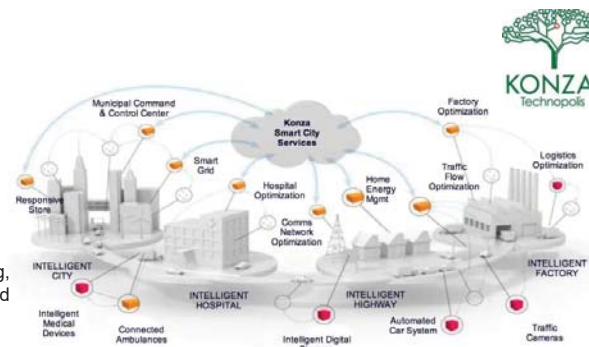 KONZA
Technopolis
Municipal Command
& Control Center
Konza
Smart City
Services
Factory
Optimization
Smart
Grid
Hospital
Optimization
Home
Energy
Mgmt
Traffic
Flow
Optimization
Logistics
Optimization
Responsive
Store
Comms
Network
Optimization
INTELLIGENT
CITY
INTELLIGENT
HOSPITAL
INTELLIGENT
HIGHWAY
INTELLIGENT
FACTORY
Intelligent
Medical
Devices
Connected
Ambulances
Intelligent Digital
Automated
Car System
Traffic
Cameras